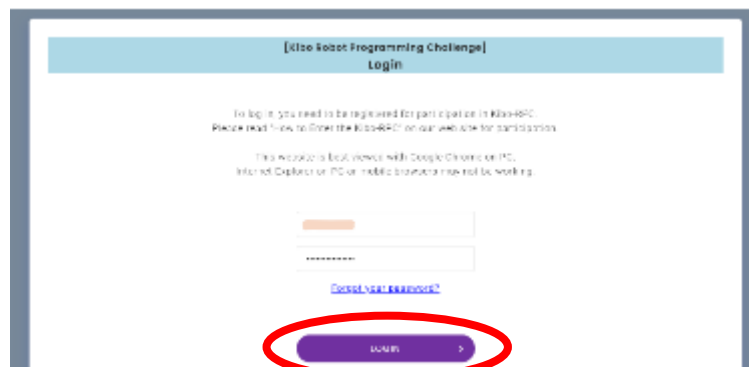 [Kibo Robot Programming Challenge]
Login
To log in, you need to be registered for participation in Kibo-RPC.
Please read "How to Enter the Kibo-RPC" on our web site for participation.
This website is best viewed with Google Chrome on PC.
Internet Explorer on PC or mobile browsers may not be working.
Forgot your password?
LOGIN